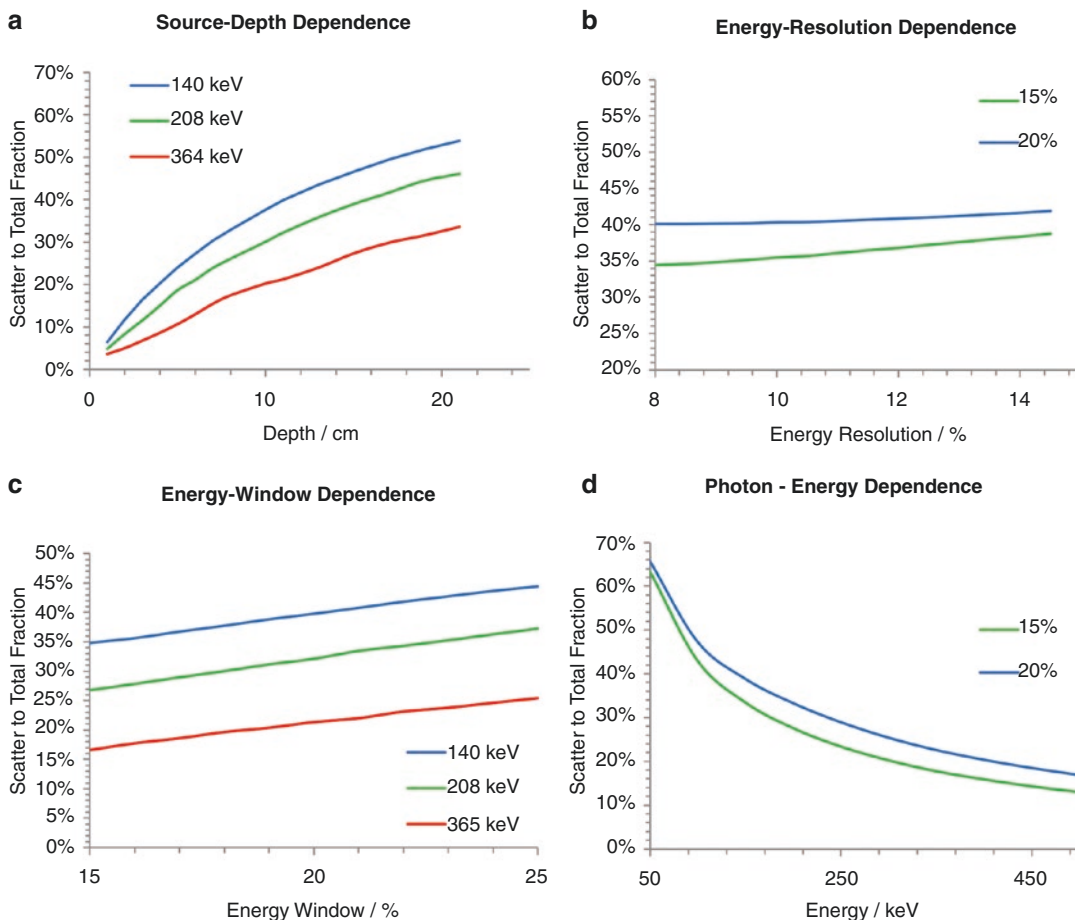 a
Source-Depth Dependence
Scatter to Total Fraction
70%
60%
50%
40%
30%
20%
10%
0%
140 keV
208 keV
364 keV
0
10
20
Depth / cm
b
Energy-Resolution Dependence
Scatter to Total Fraction
60%
55%
50%
45%
40%
35%
30%
25%
20%
15%
20%
8
10
12
14
Energy Resolution / %
c
Energy-Window Dependence
Scatter to Total Fraction
50%
45%
40%
35%
30%
25%
20%
15%
10%
5%
0%
140 keV
208 keV
365 keV
15
20
25
Energy Window / %
d
Photon - Energy Dependence
Scatter to Total Fraction
70%
60%
50%
40%
30%
20%
10%
0%
15%
20%
50
250
450
Energy / keV